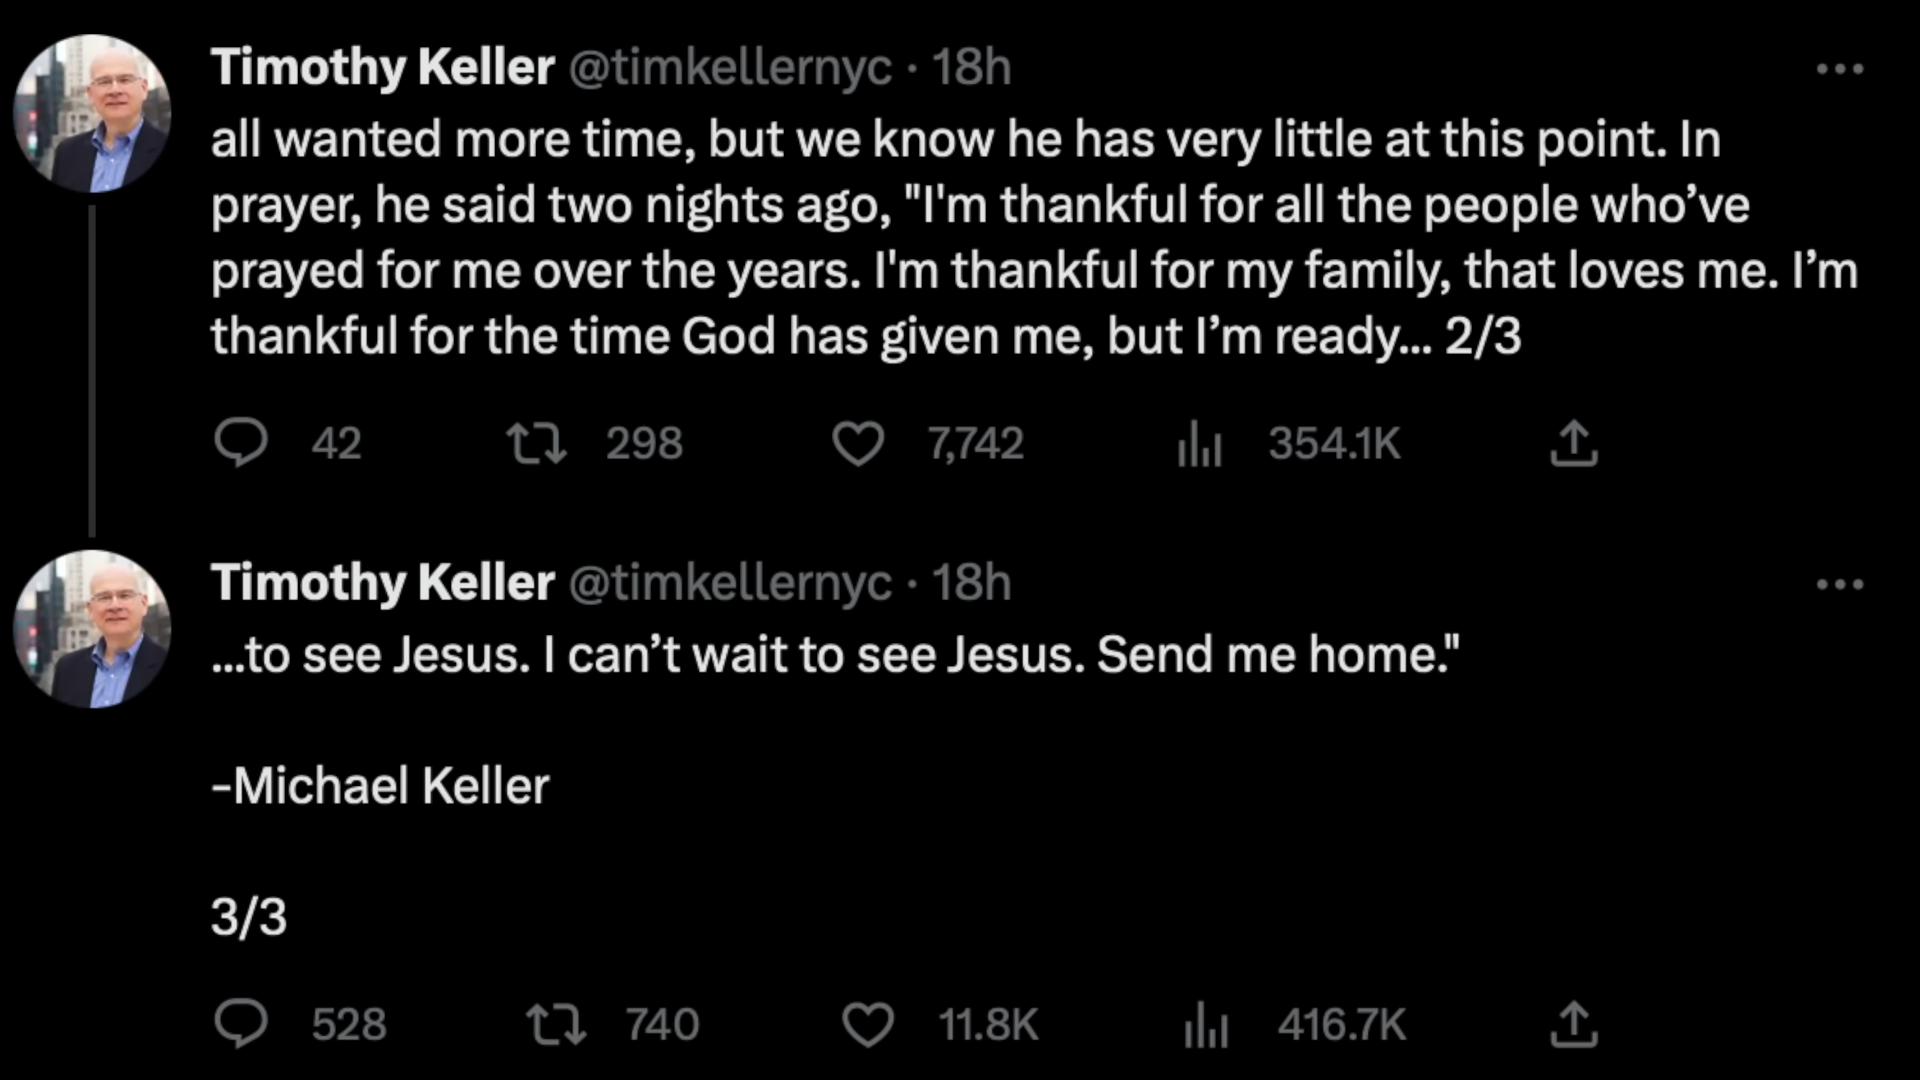 Timothy Keller @timkellernyc · 18h
all wanted more time, but we know he has very little at this point. In
prayer, he said two nights ago, "I'm thankful for all the people who’ve
prayed for me over the years. I'm thankful for my family, that loves me. I’m
thankful for the time God has given me, but I’m ready... 2/3
42 298 7,742 354.1K
Timothy Keller @timkellernyc · 18h
...to see Jesus. I can’t wait to see Jesus. Send me home."
-Michael Keller
3/3
528 740 11.8K 416.7K